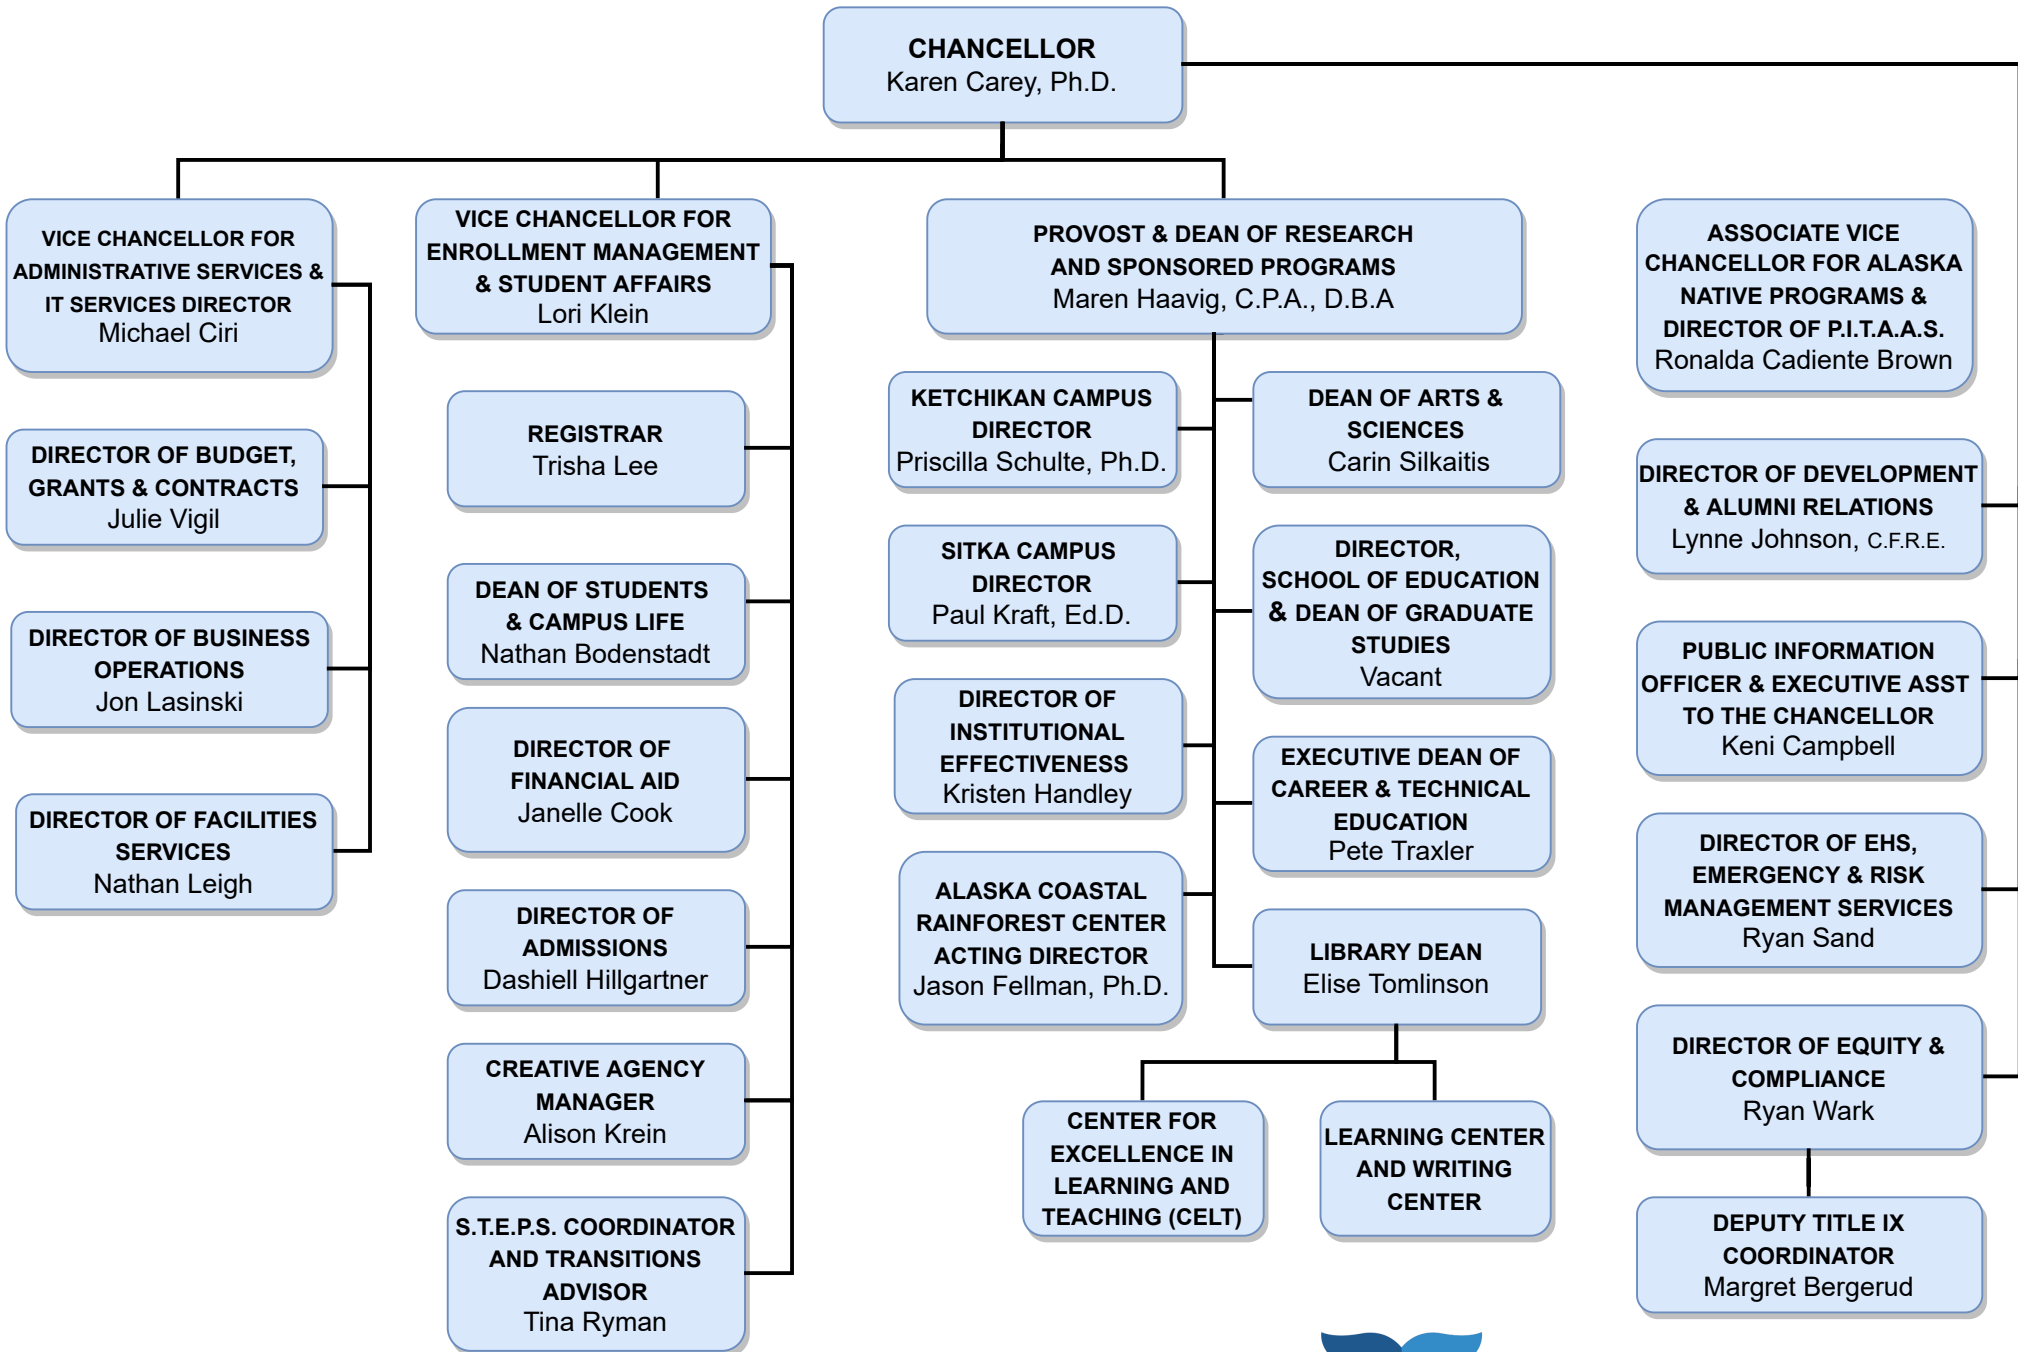 CHANCELLOR
Karen Carey, Ph.D.
VICE CHANCELLOR FOR
ADMINISTRATIVE SERVICES &
IT SERVICES DIRECTOR
Michael Ciri
DIRECTOR OF BUDGET,
GRANTS & CONTRACTS
Julie Vigil
DIRECTOR OF BUSINESS
OPERATIONS
Jon Lasinski
DIRECTOR OF FACILITIES
SERVICES
Nathan Leigh
VICE CHANCELLOR FOR
ENROLLMENT MANAGEMENT
& STUDENT AFFAIRS
Lori Klein
REGISTRAR
Trisha Lee
DEAN OF STUDENTS
& CAMPUS LIFE
Nathan Bodenstadt
DIRECTOR OF
FINANCIAL AID
Janelle Cook
DIRECTOR OF
ADMISSIONS
Dashiell Hillgartner
CREATIVE AGENCY
MANAGER
Alison Krein
S.T.E.P.S. COORDINATOR
AND TRANSITIONS
ADVISOR
Tina Ryman
PROVOST & DEAN OF RESEARCH
AND SPONSORED PROGRAMS
Maren Haavig, C.P.A., D.B.A
KETCHIKAN CAMPUS
DIRECTOR
Priscilla Schulte, Ph.D.
SITKA CAMPUS
DIRECTOR
Paul Kraft, Ed.D.
DIRECTOR OF
INSTITUTIONAL
EFFECTIVENESS
Kristen Handley
ALASKA COASTAL
RAINFOREST CENTER
ACTING DIRECTOR
Jason Fellman, Ph.D.
DEAN OF ARTS &
SCIENCES
Carin Silkaitis
DIRECTOR,
SCHOOL OF EDUCATION
& DEAN OF GRADUATE
STUDIES
Vacant
EXECUTIVE DEAN OF
CAREER & TECHNICAL
EDUCATION
Pete Traxler
LIBRARY DEAN
Elise Tomlinson
CENTER FOR
EXCELLENCE IN
LEARNING AND
TEACHING (CELT)
LEARNING CENTER
AND WRITING
CENTER
ASSOCIATE VICE
CHANCELLOR FOR ALASKA
NATIVE PROGRAMS &
DIRECTOR OF P.I.T.A.A.S.
Ronalda Cadiente Brown
DIRECTOR OF DEVELOPMENT
& ALUMNI RELATIONS
Lynne Johnson, C.F.R.E.
PUBLIC INFORMATION
OFFICER & EXECUTIVE ASST
TO THE CHANCELLOR
Keni Campbell
DIRECTOR OF EHS,
EMERGENCY & RISK
MANAGEMENT SERVICES
Ryan Sand
DIRECTOR OF EQUITY &
COMPLIANCE
Ryan Wark
DEPUTY TITLE IX
COORDINATOR
Margret Bergerud